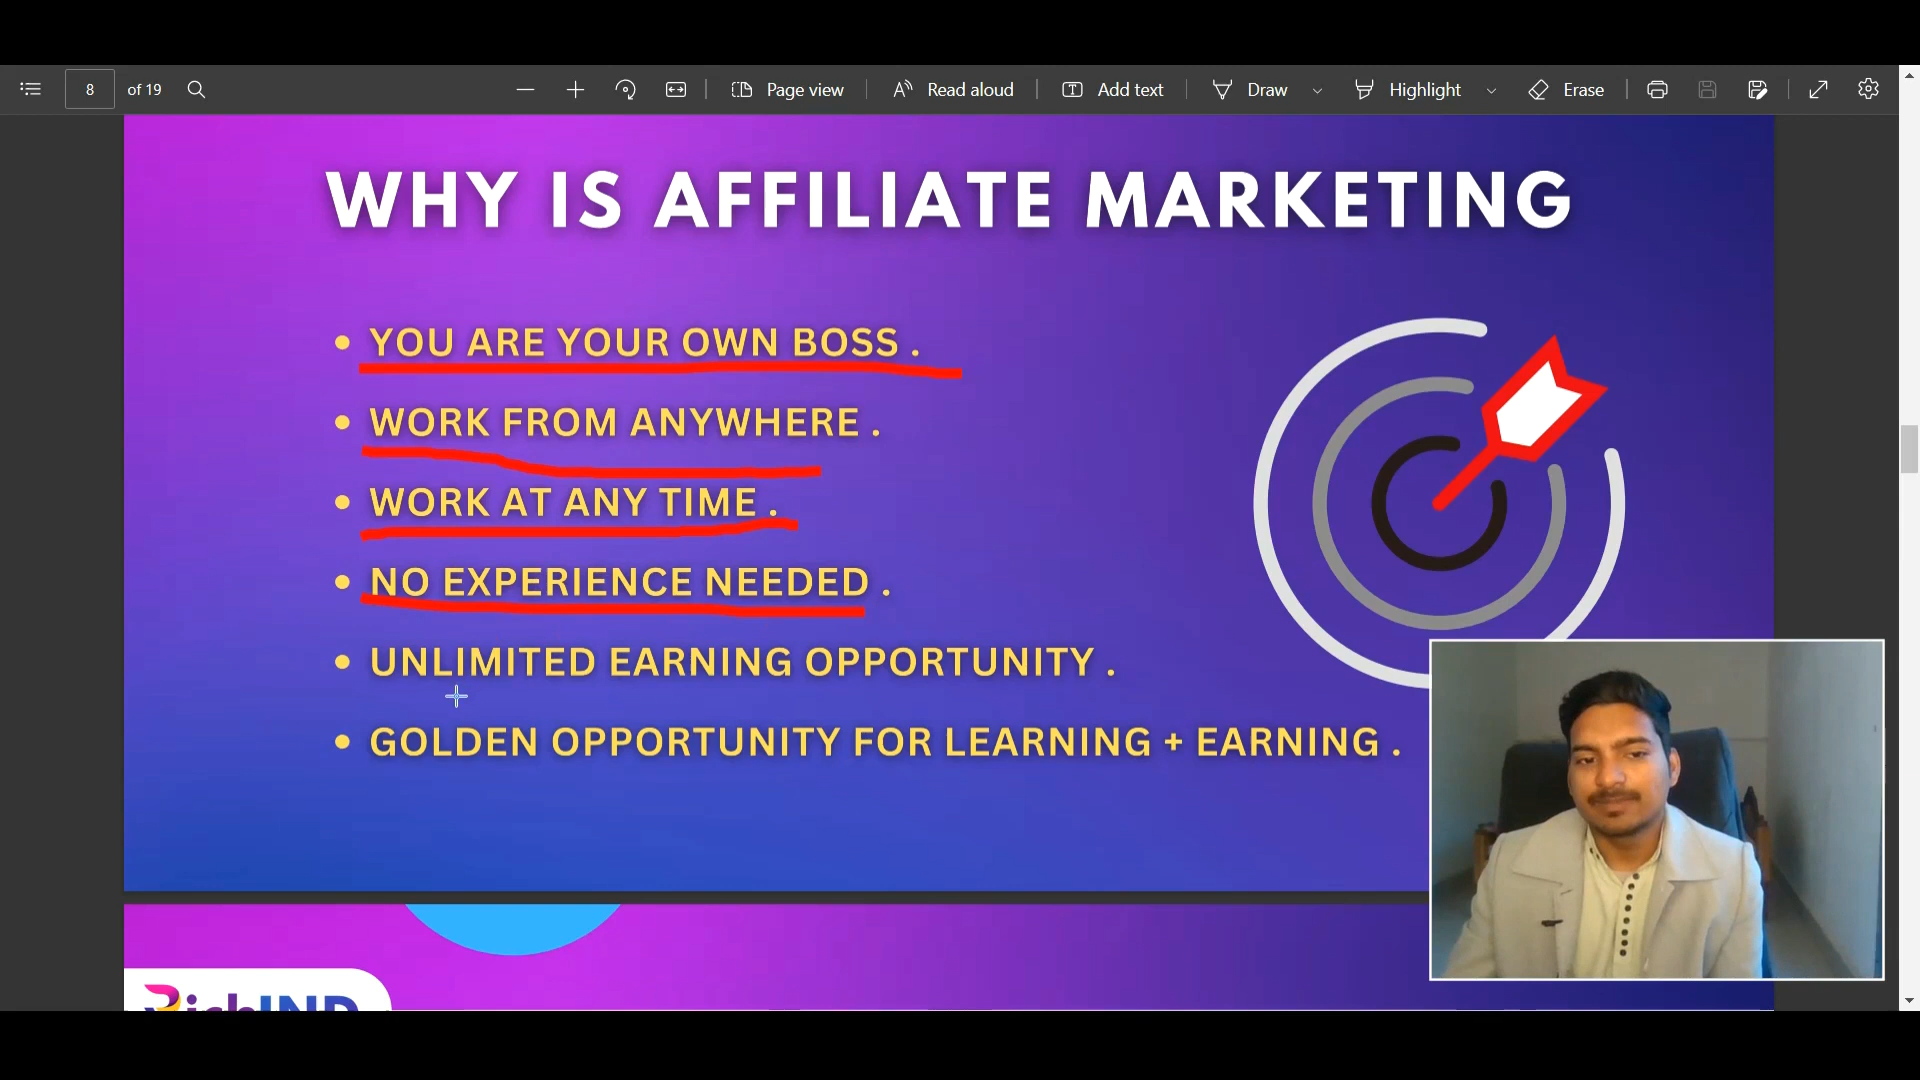 8 of 19 Page view Read aloud Add text Draw Highlight Erase
WHY IS AFFILIATE MARKETING
• YOU ARE YOUR OWN BOSS .
• WORK FROM ANYWHERE .
• WORK AT ANY TIME .
• NO EXPERIENCE NEEDED .
• UNLIMITED EARNING OPPORTUNITY .
• GOLDEN OPPORTUNITY FOR LEARNING + EARNING .
RichIND